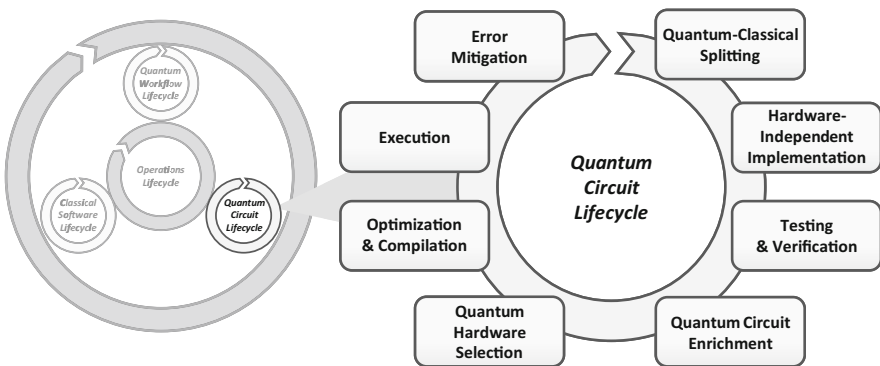 Quantum
Workflow
Lifecycle
Operations
Lifecycle
Classical
Software
Lifecycle
Quantum
Circuit
Lifecycle
Quantum
Circuit
Lifecycle
Quantum-Classical
Splitting
Hardware-
Independent
Implementation
Testing
& Verification
Quantum Circuit
Enrichment
Quantum
Hardware
Selection
Optimization
& Compilation
Execution
Error
Mitigation